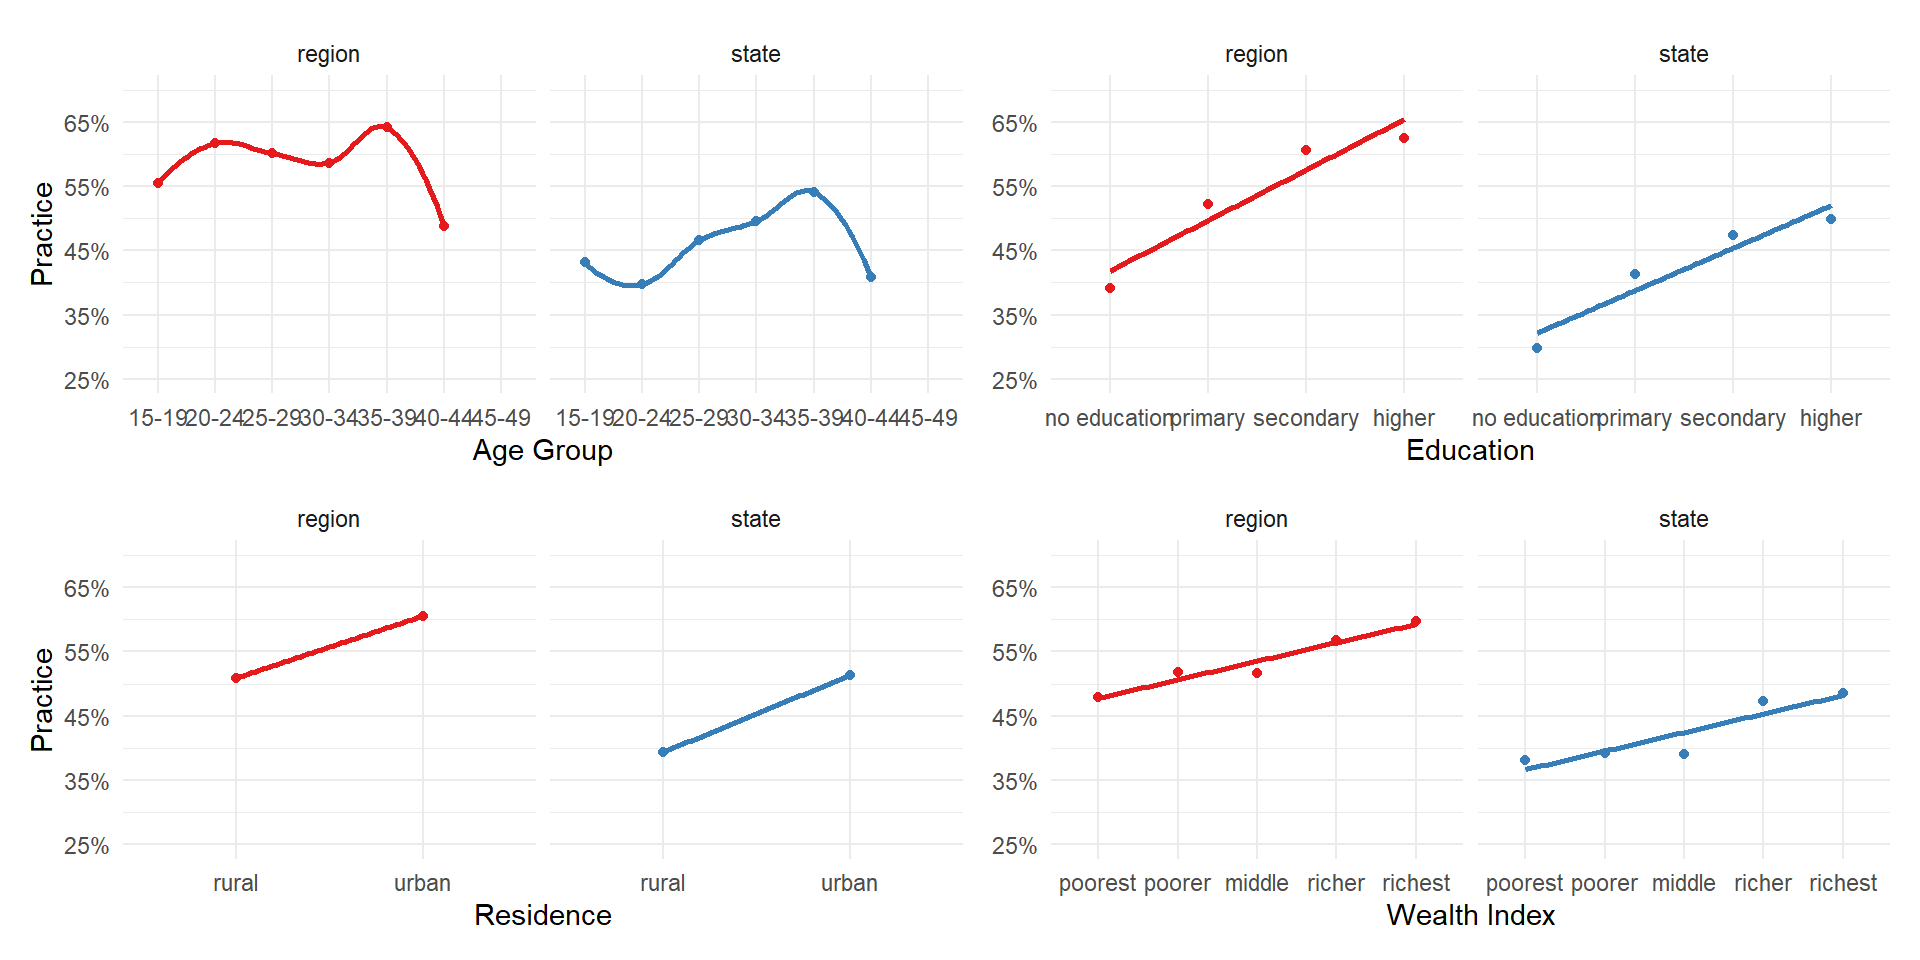 region state
65%
55%
45%
35%
25%
Practice
15-19 20-24 25-29 30-34 35-39 40-44 45-49 15-19 20-24 25-29 30-34 35-39 40-44 45-49
Age Group
region state
65%
55%
45%
35%
25%
no education primary secondary higher no education primary secondary higher
Education
region state
65%
55%
45%
35%
25%
Practice
rural urban rural urban
Residence
region state
65%
55%
45%
35%
25%
poorest poorer middle richer richest poorest poorer middle richer richest
Wealth Index